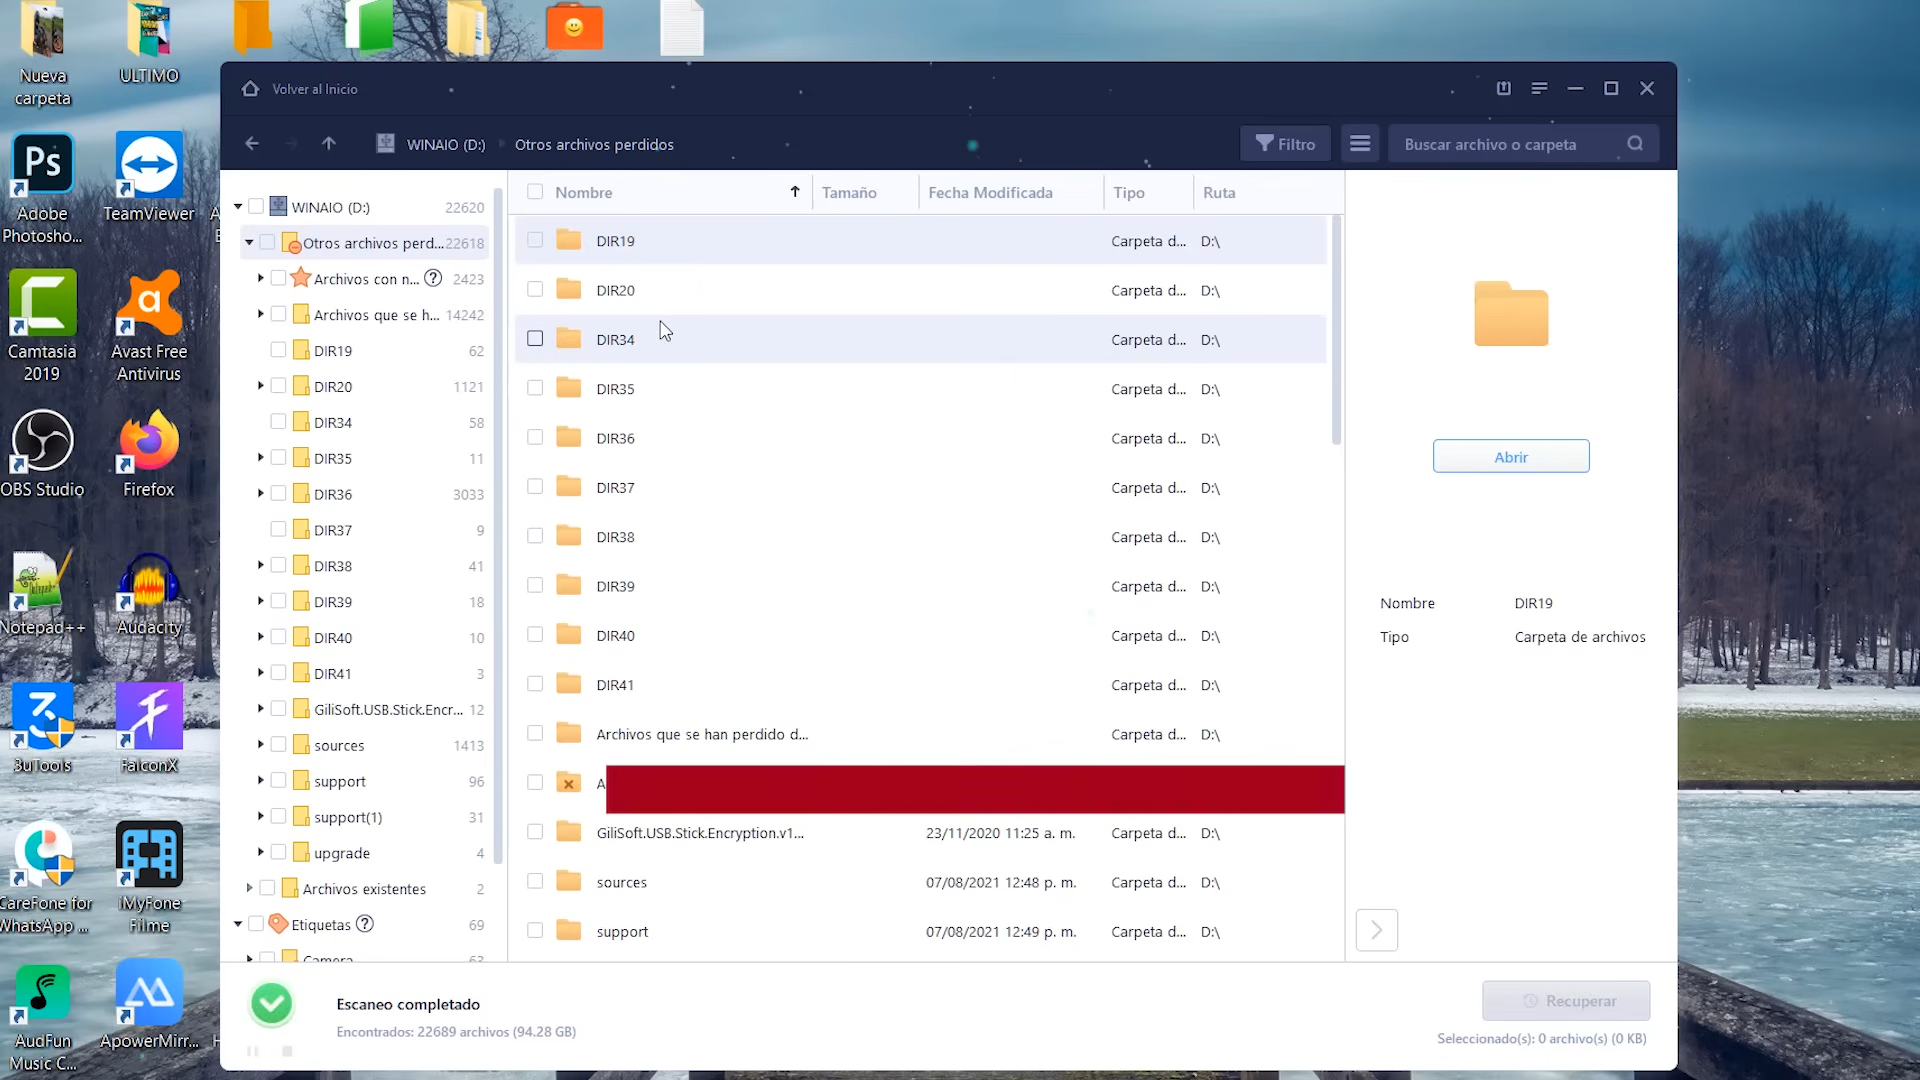 Nueva
carpeta
ULTIMO
Ps
Adobe
Photosho...
TeamViewer
Camtasia
2019
Avast Free
Antivirus
OBS Studio
Firefox
Notepad++
Audacity
3uTools
FalconX
CareFone for
WhatsApp ...
iMyFone
Filme
AudFun
Music C...
ApowerMirr...
Volver al Inicio
WINAIO (D:)
Otros archivos perdidos
Filtro
Buscar archivo o carpeta
WINAIO (D:) 22620
Otros archivos perd... 22618
Archivos con n... ? 2423
Archivos que se h... 14242
DIR19 62
DIR20 1121
DIR34 58
DIR35 11
DIR36 3033
DIR37 9
DIR38 41
DIR39 18
DIR40 10
DIR41 3
GiliSoft.USB.Stick.Encr... 12
sources 1413
support 96
support(1) 31
upgrade 4
Archivos existentes 2
Etiquetas ? 69
Camera 63
Nombre Tamaño Fecha Modificada Tipo Ruta
DIR19 Carpeta d... D:\
DIR20 Carpeta d... D:\
DIR34 Carpeta d... D:\
DIR35 Carpeta d... D:\
DIR36 Carpeta d... D:\
DIR37 Carpeta d... D:\
DIR38 Carpeta d... D:\
DIR39 Carpeta d... D:\
DIR40 Carpeta d... D:\
DIR41 Carpeta d... D:\
Archivos que se han perdido d... Carpeta d... D:\
A
GiliSoft.USB.Stick.Encryption.v1... 23/11/2020 11:25 a. m. Carpeta d... D:\
sources 07/08/2021 12:48 p. m. Carpeta d... D:\
support 07/08/2021 12:49 p. m. Carpeta d... D:\
Abrir
Nombre DIR19
Tipo Carpeta de archivos
Escaneo completado
Encontrados: 22689 archivos (94.28 GB)
Recuperar
Seleccionado(s): 0 archivo(s) (0 KB)